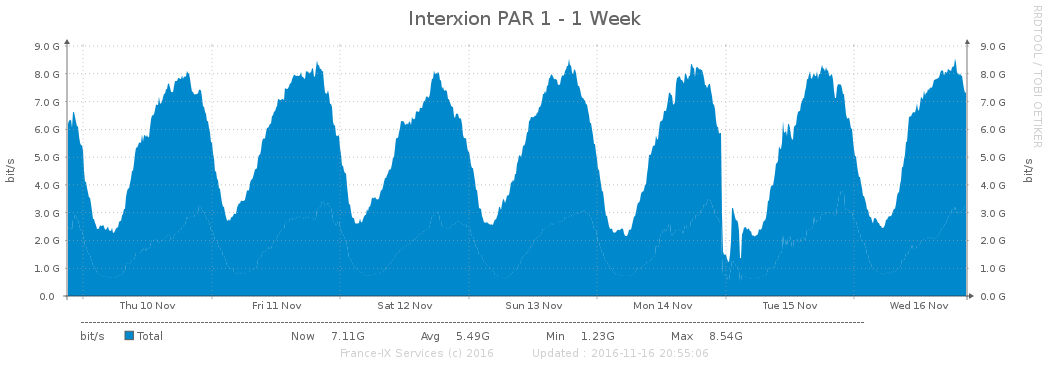 Interxion PAR 1 - 1 Week
RRDTOOL / TOBI OETIKER
9.0 G 9.0 G
8.0 G 8.0 G
7.0 G 7.0 G
6.0 G 6.0 G
5.0 G 5.0 G
4.0 G 4.0 G
3.0 G 3.0 G
2.0 G 2.0 G
1.0 G 1.0 G
0.0 0.0 G
bit/s
bit/s
Thu 10 Nov Fri 11 Nov Sat 12 Nov Sun 13 Nov Mon 14 Nov Tue 15 Nov Wed 16 Nov
bit/s Total Now 7.11G Avg 5.49G Min 1.23G Max 8.54G
France-IX Services (c) 2016 Updated : 2016-11-16 20:55:06